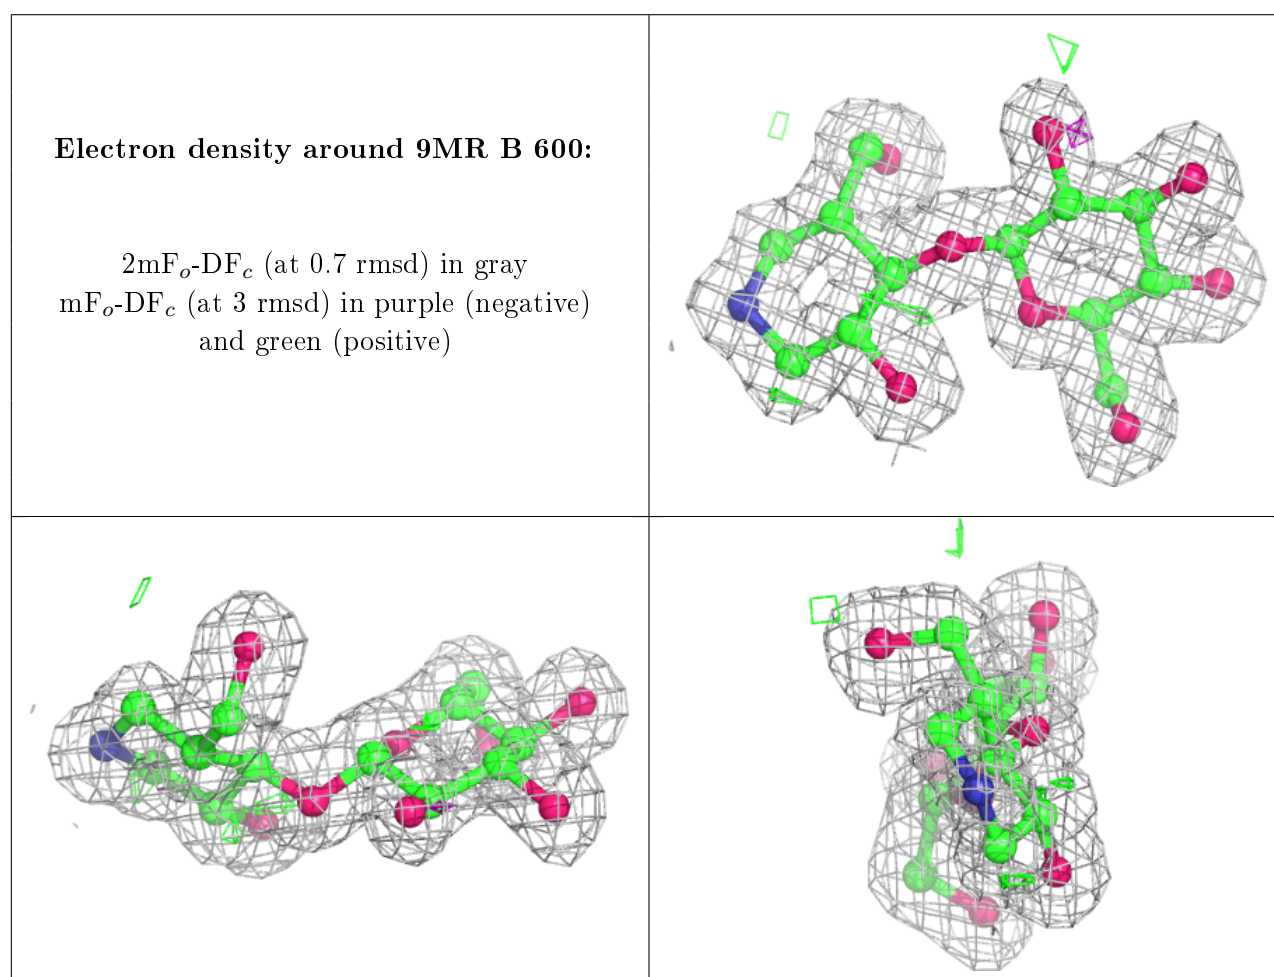 Electron density around 9MR B 600:
2mFo-DFc (at 0.7 rmsd) in gray
mFo-DFc (at 3 rmsd) in purple (negative)
and green (positive)